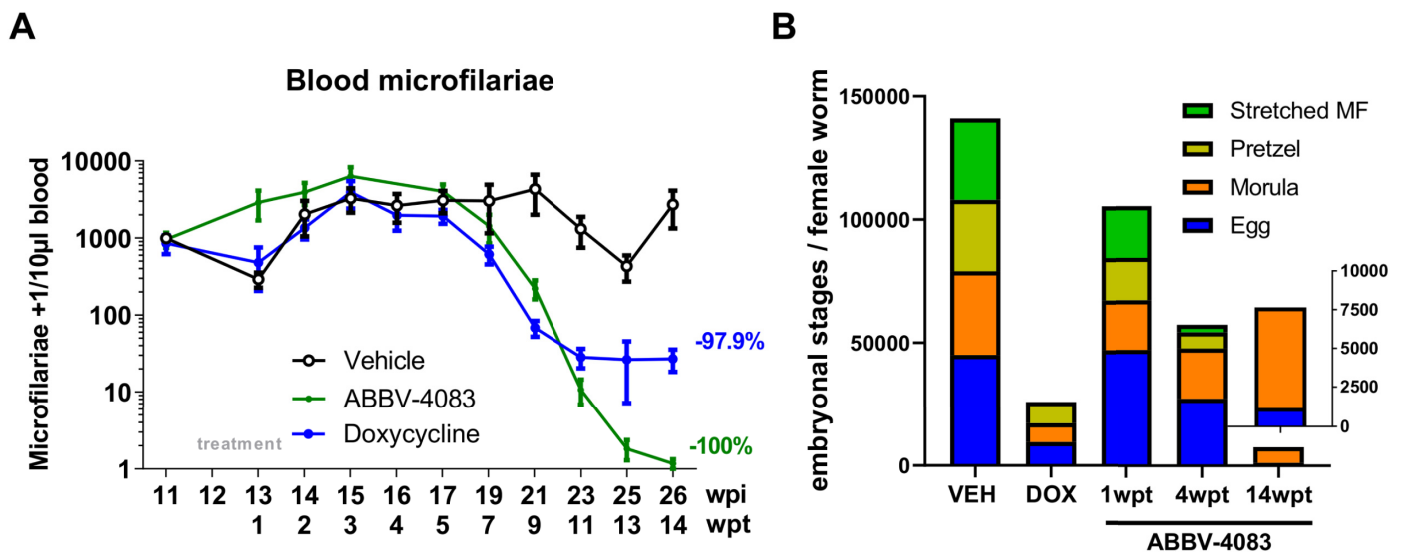 A
Blood microfilariae
Microfilariae +1/10µl blood
10000
1000
100
10
1
Vehicle
ABBV-4083
Doxycycline
treatment
-97.9%
-100%
11 12 13 14 15 16 17 19 21 23 25 26 wpi
1 2 3 4 5 7 9 11 13 14 wpt
B
embryonal stages / female worm
150000
100000
50000
0
Stretched MF
Pretzel
Morula
Egg
10000
7500
5000
2500
0
VEH DOX 1wpt 4wpt 14wpt
ABBV-4083